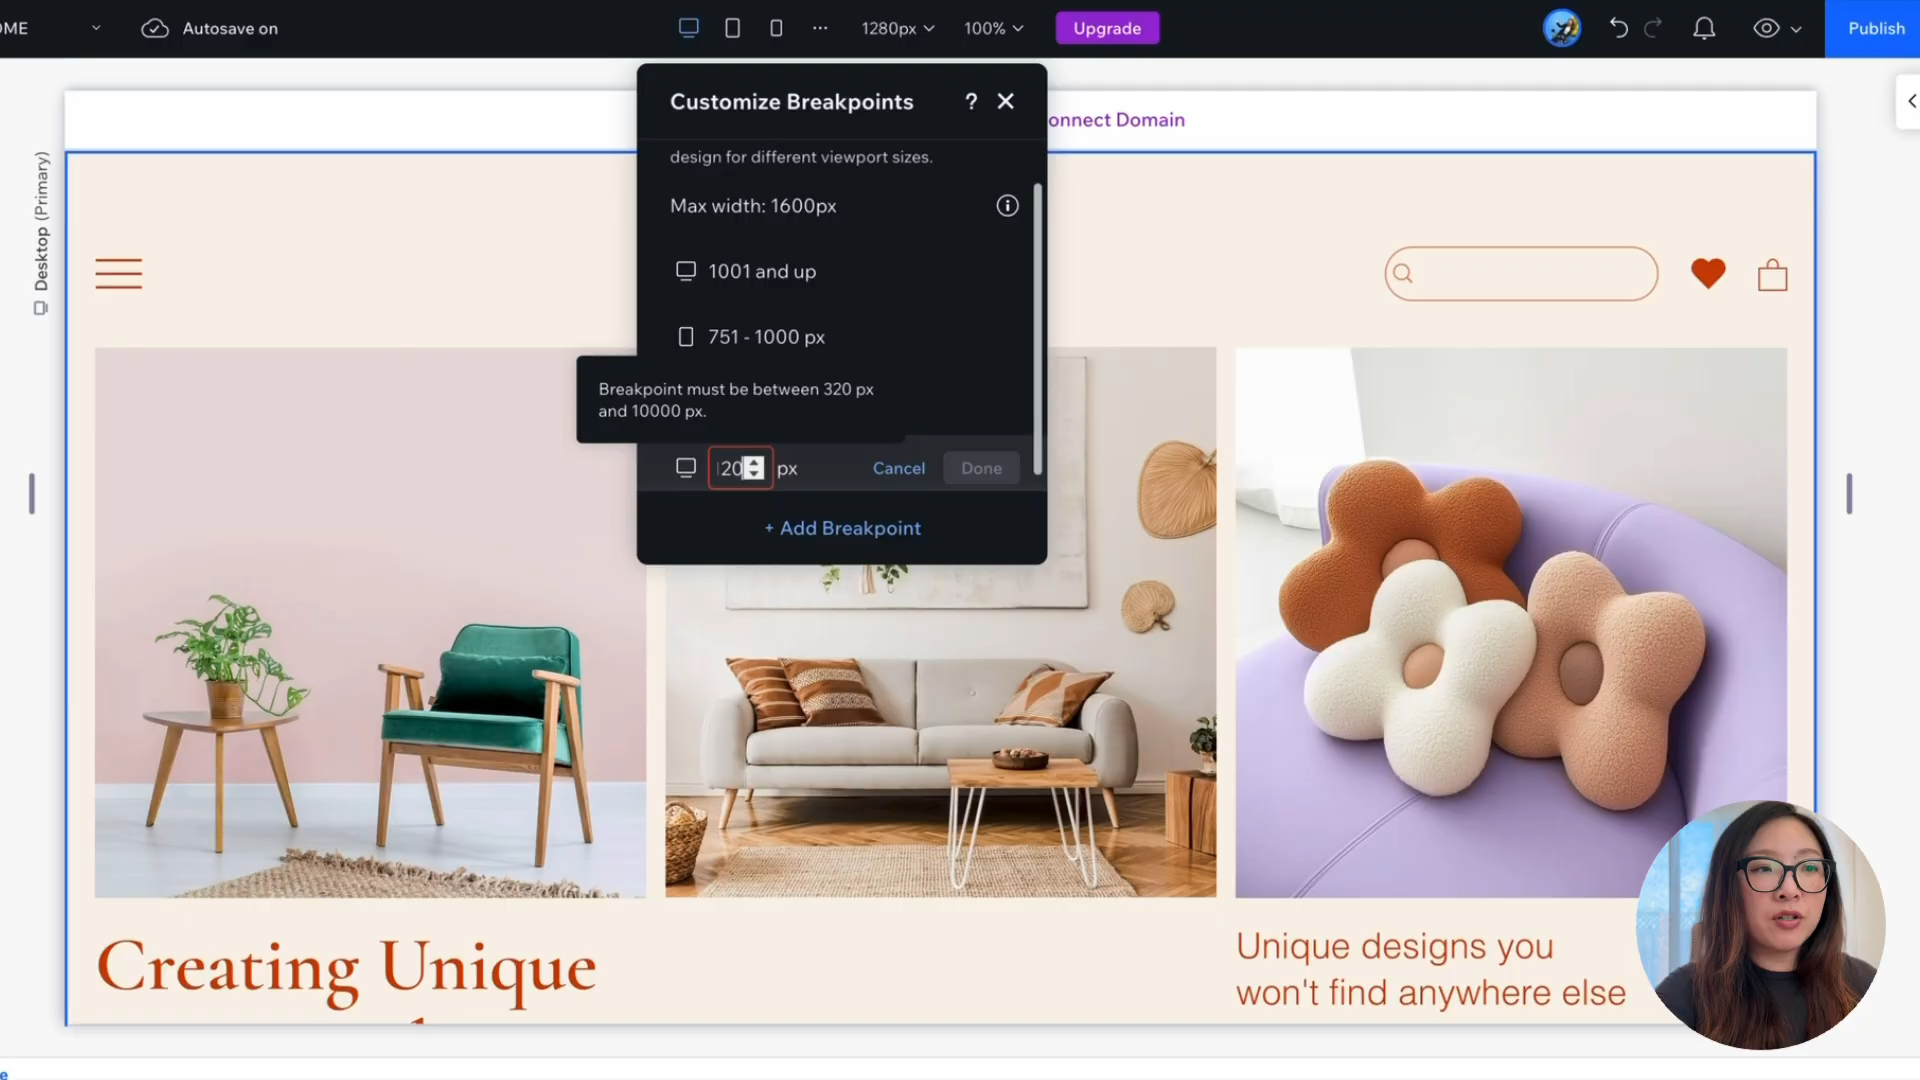 OME
Autosave on
1280px
100%
Upgrade
Publish
Customize Breakpoints
?
onnect Domain
design for different viewport sizes.
Max width: 1600px
Desktop (Primary)
1001 and up
751 - 1000 px
Breakpoint must be between 320 px
and 10000 px.
20
px
Cancel
Done
+ Add Breakpoint
Creating Unique
Unique designs you
won't find anywhere else
e